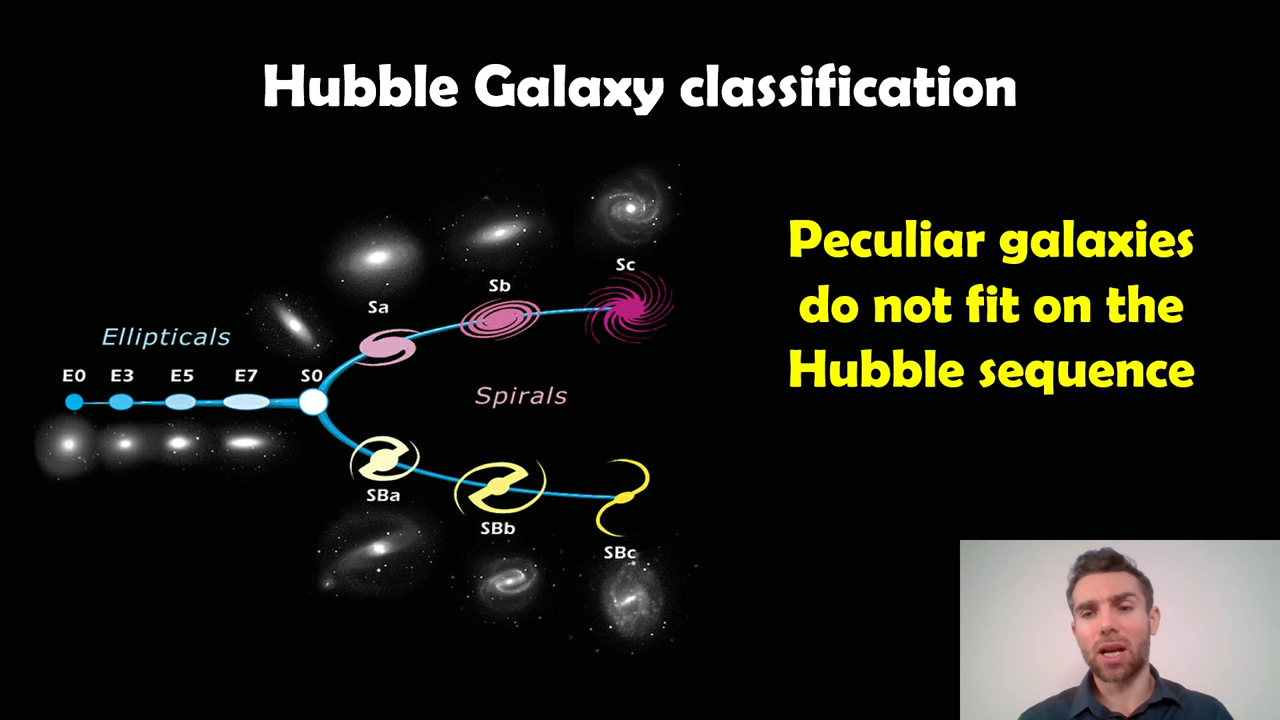 Hubble Galaxy classification
Peculiar galaxies
do not fit on the
Hubble sequence
Sc
Sb
Sa
Ellipticals
E0 E3 E5 E7 S0
Spirals
SBa
SBb
SBc